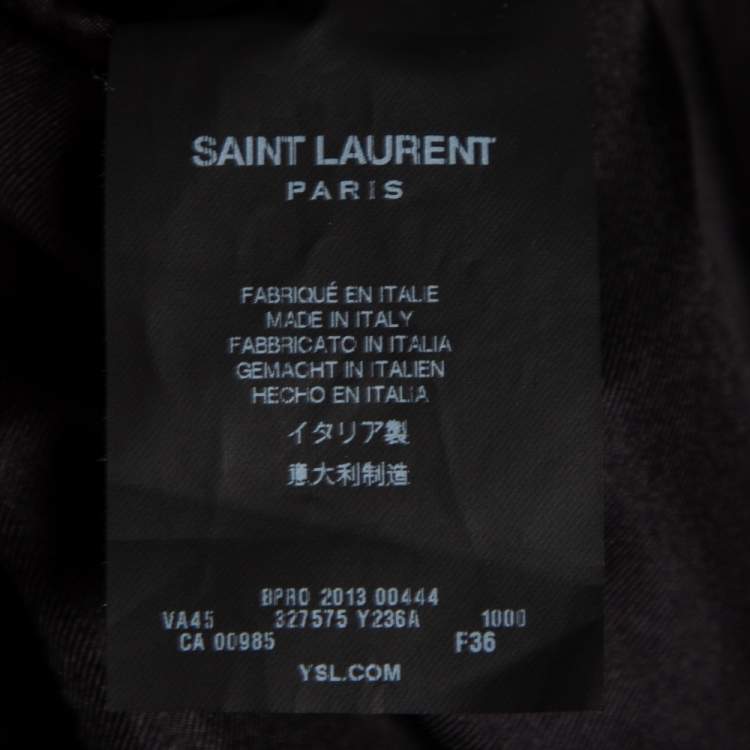 SAINT LAURENT
PARIS
FABRIQUÉ EN ITALIE
MADE IN ITALY
FABBRICATO IN ITALIA
GEMACHT IN ITALIEN
HECHO EN ITALIA
イタリア製
意大利制造
BPRO 2013 00444
VA45 327575 Y236A 1000
CA 00985 F36
YSL.COM